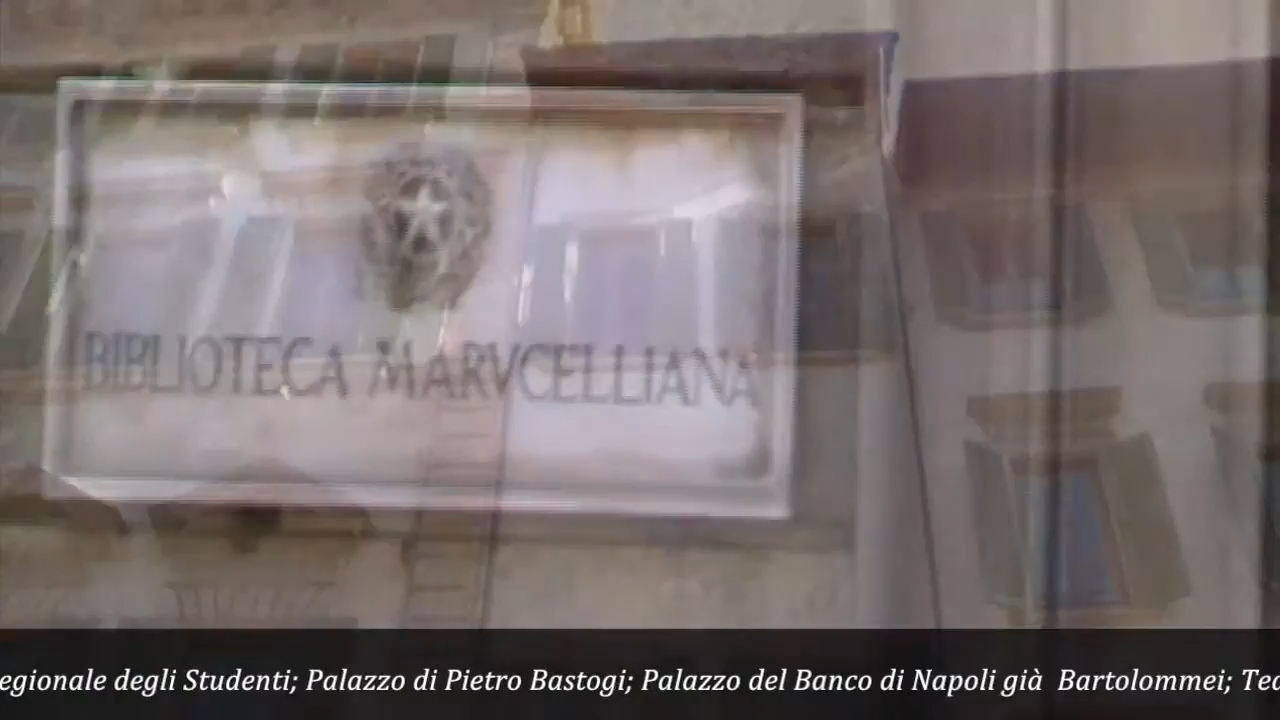 BIBLIOTECA MARVCELLIANA
egionale degli Studenti; Palazzo di Pietro Bastogi; Palazzo del Banco di Napoli già Bartolommei; Tea